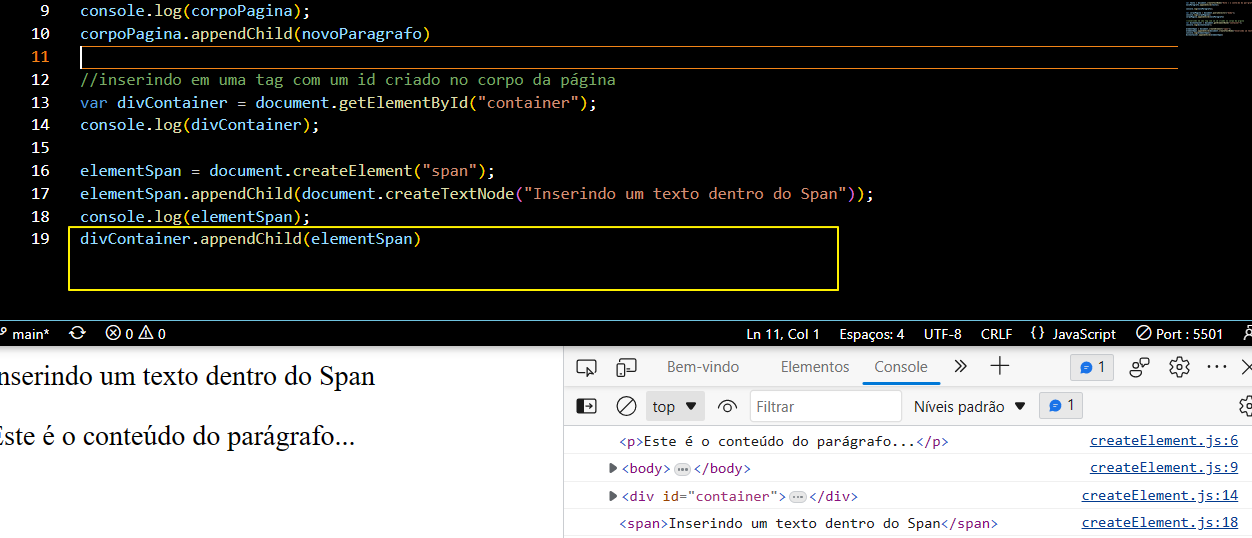 9 console.log(corpoPagina);
10 corpoPagina.appendChild(novoParagrafo)
11
12 //inserindo em uma tag com um id criado no corpo da página
13 var divContainer = document.getElementById("container");
14 console.log(divContainer);
15
16 elementSpan = document.createElement("span");
17 elementSpan.appendChild(document.createTextNode("Inserindo um texto dentro do Span"));
18 console.log(elementSpan);
19 divContainer.appendChild(elementSpan)
main* 0 0 Ln 11, Col 1 Espaços: 4 UTF-8 CRLF {} JavaScript Port : 5501
nserindo um texto dentro do Span
Este é o conteúdo do parágrafo...
Bem-vindo Elementos Console 1
top Filtrar Níveis padrão 1
<p>Este é o conteúdo do parágrafo...</p> createElement.js:6
<body>…</body> createElement.js:9
<div id="container">…</div> createElement.js:14
<span>Inserindo um texto dentro do Span</span> createElement.js:18